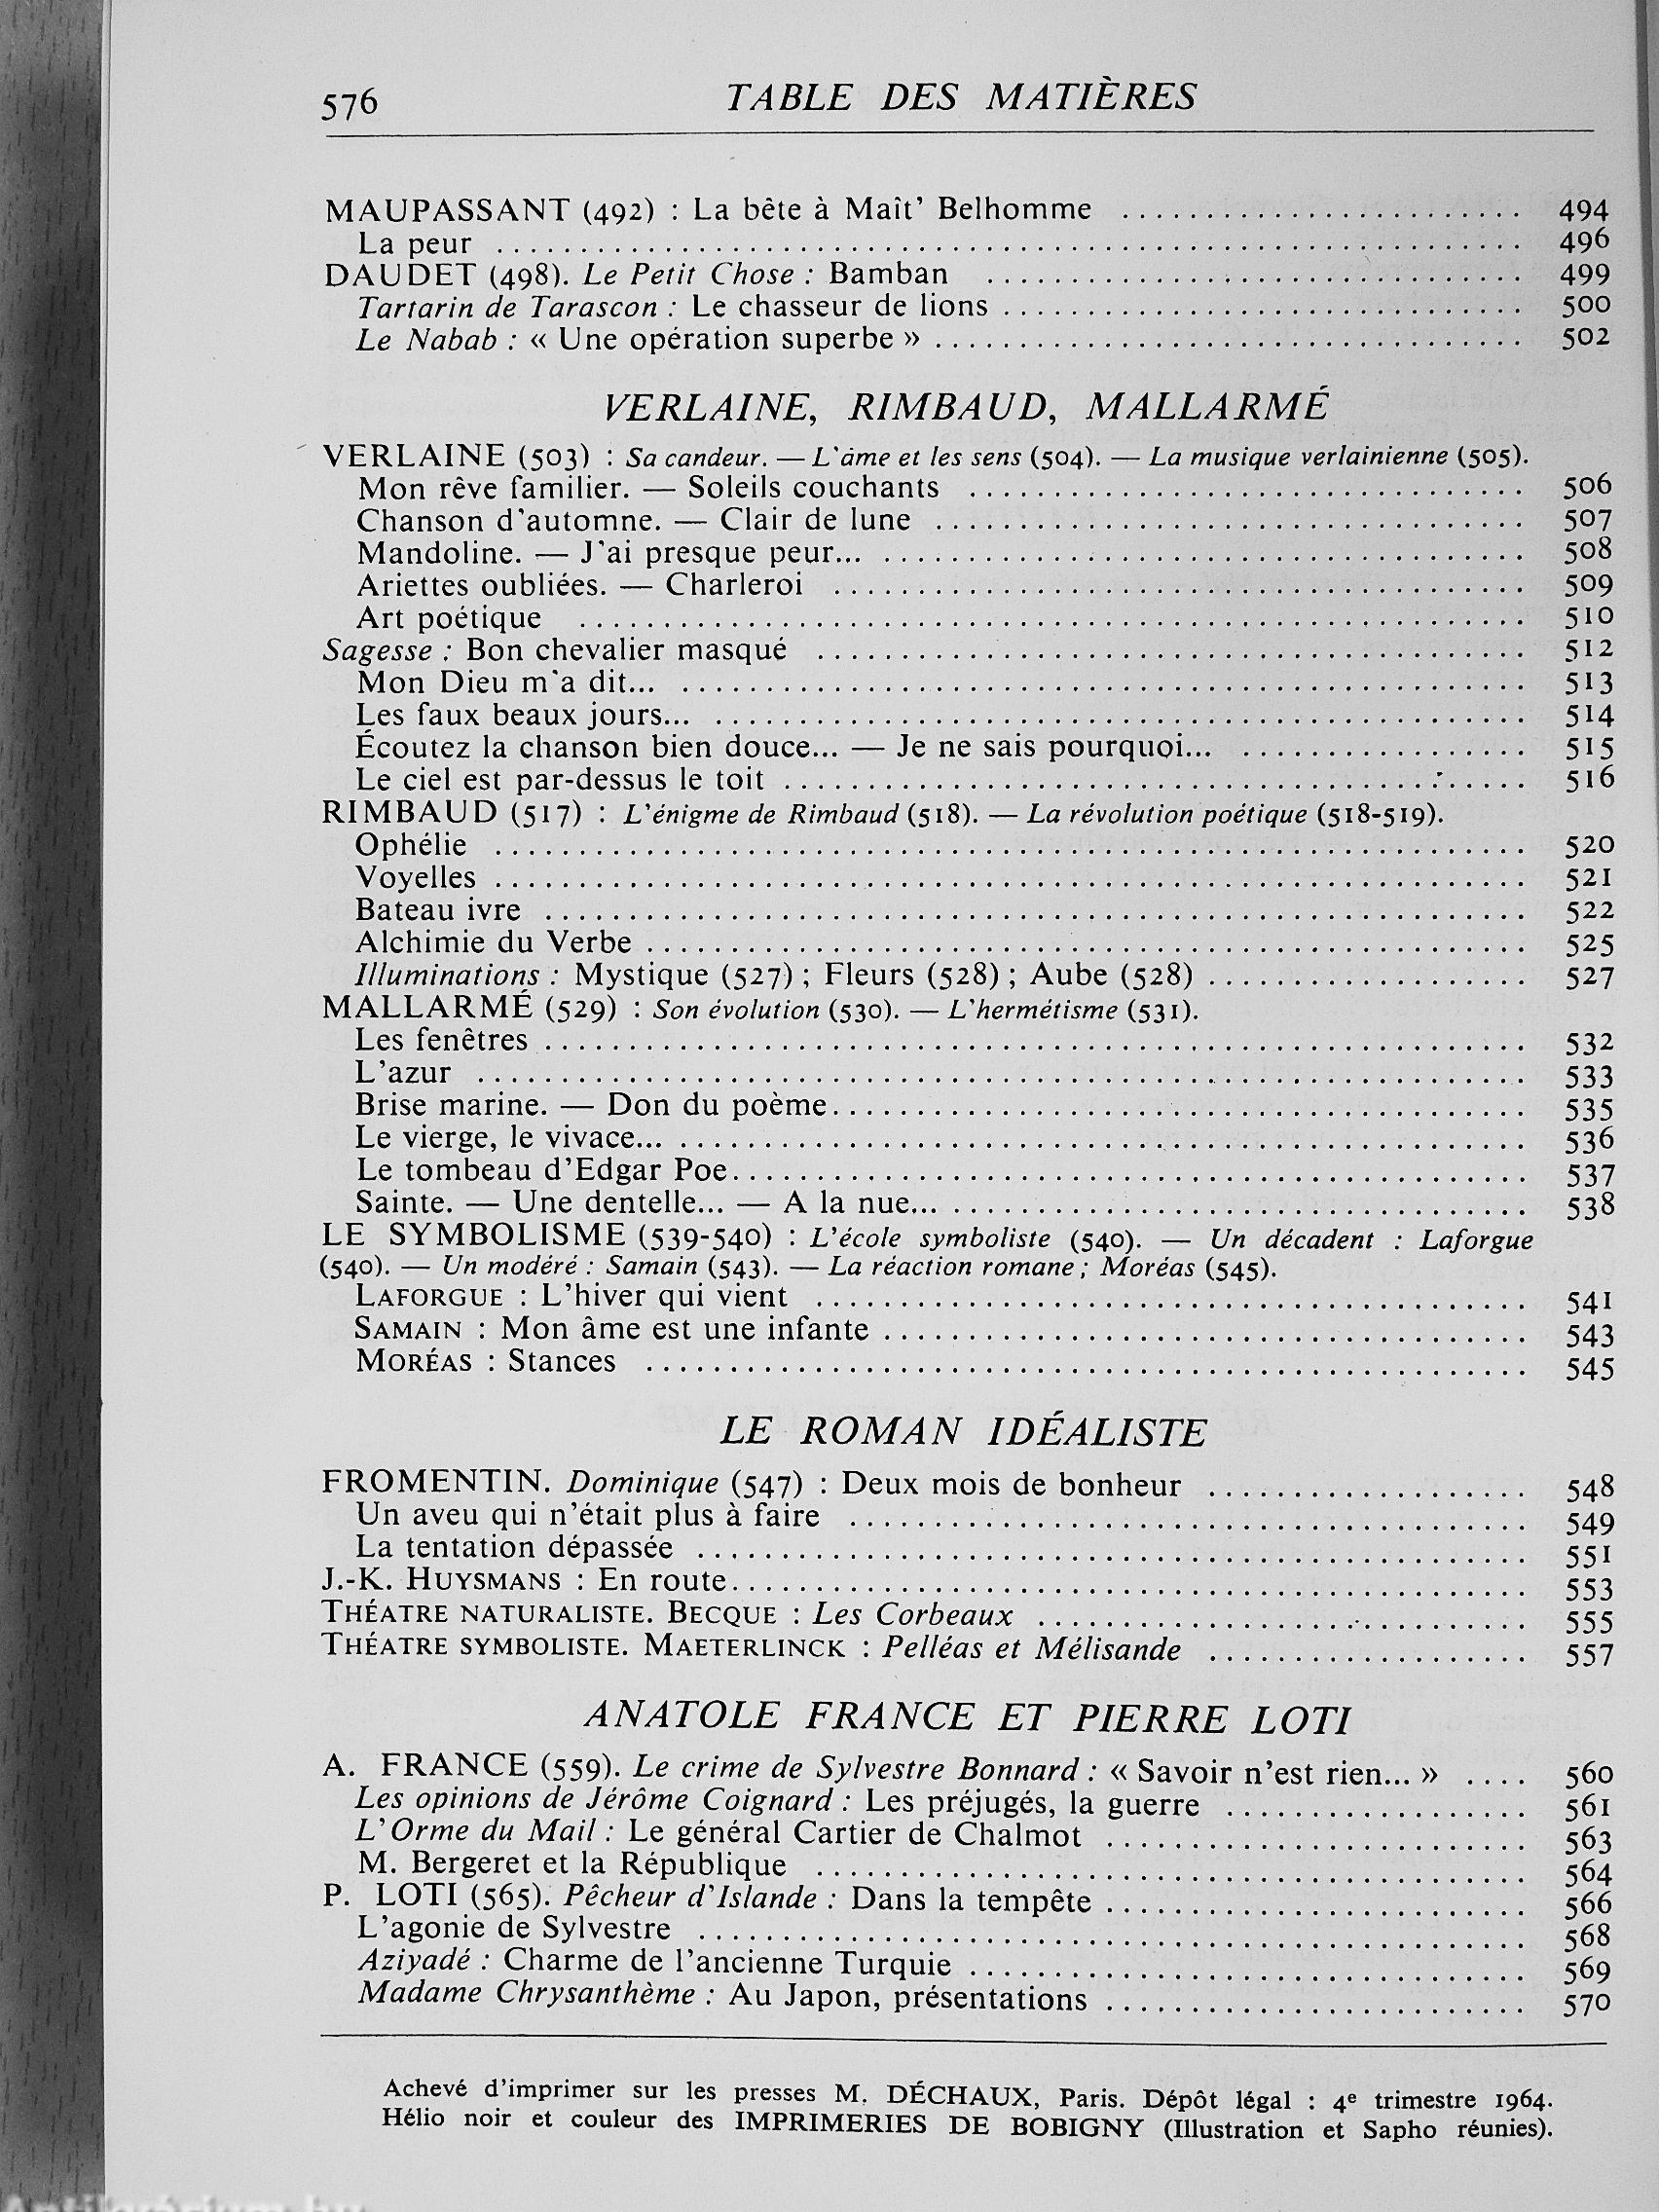 576 TABLE DES MATIÈRES
MAUPASSANT (492) : La bête à Maît' Belhomme ........ 494
La peur ........ 496
DAUDET (498). Le Petit Chose : Bamban ........ 499
Tartarin de Tarascon : Le chasseur de lions ........ 500
Le Nabab : « Une opération superbe » ........ 502
VERLAINE, RIMBAUD, MALLARMÉ
VERLAINE (503) : Sa candeur. — L'âme et les sens (504). — La musique verlainienne (505).
Mon rêve familier. — Soleils couchants ........ 506
Chanson d'automne. — Clair de lune ........ 507
Mandoline. — J'ai presque peur... ........ 508
Ariettes oubliées. — Charleroi ........ 509
Art poétique ........ 510
Sagesse : Bon chevalier masqué ........ 512
Mon Dieu m'a dit... ........ 513
Les faux beaux jours... ........ 514
Écoutez la chanson bien douce... — Je ne sais pourquoi... ........ 515
Le ciel est par-dessus le toit ........ 516
RIMBAUD (517) : L'énigme de Rimbaud (518). — La révolution poétique (518-519).
Ophélie ........ 520
Voyelles ........ 521
Bateau ivre ........ 522
Alchimie du Verbe ........ 525
Illuminations : Mystique (527) ; Fleurs (528) ; Aube (528) ........ 527
MALLARMÉ (529) : Son évolution (530). — L'hermétisme (531).
Les fenêtres ........ 532
L'azur ........ 533
Brise marine. — Don du poème ........ 535
Le vierge, le vivace... ........ 536
Le tombeau d'Edgar Poe ........ 537
Sainte. — Une dentelle... — A la nue... ........ 538
LE SYMBOLISME (539-540) : L'école symboliste (540). — Un décadent : Laforgue
(540). — Un modéré : Samain (543). — La réaction romane ; Moréas (545).
LAFORGUE : L'hiver qui vient ........ 541
SAMAIN : Mon âme est une infante ........ 543
MORÉAS : Stances ........ 545
LE ROMAN IDÉALISTE
FROMENTIN. Dominique (547) : Deux mois de bonheur ........ 548
Un aveu qui n'était plus à faire ........ 549
La tentation dépassée ........ 551
J.-K. HUYSMANS : En route ........ 553
THÉATRE NATURALISTE. BECQUE : Les Corbeaux ........ 555
THÉATRE SYMBOLISTE. MAETERLINCK : Pelléas et Mélisande ........ 557
ANATOLE FRANCE ET PIERRE LOTI
A. FRANCE (559). Le crime de Sylvestre Bonnard : « Savoir n'est rien... » .... 560
Les opinions de Jérôme Coignard : Les préjugés, la guerre ........ 561
L'Orme du Mail : Le général Cartier de Chalmot ........ 563
M. Bergeret et la République ........ 564
P. LOTI (565). Pêcheur d'Islande : Dans la tempête ........ 566
L'agonie de Sylvestre ........ 568
Aziyadé : Charme de l'ancienne Turquie ........ 569
Madame Chrysanthème : Au Japon, présentations ........ 570
Achevé d'imprimer sur les presses M. DÉCHAUX, Paris. Dépôt légal : 4e trimestre 1964.
Hélio noir et couleur des IMPRIMERIES DE BOBIGNY (Illustration et Sapho réunies).